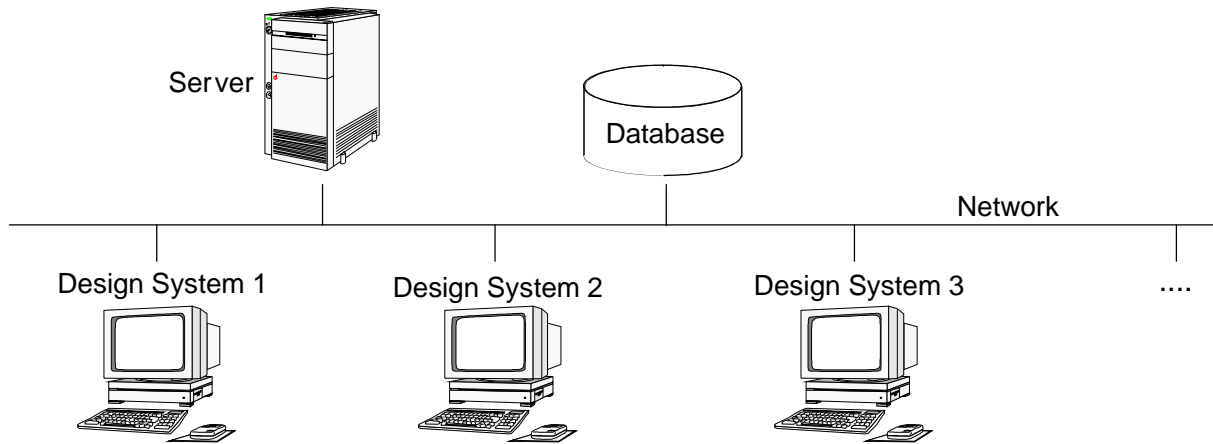 Server
Database
Network
Design System 1
Design System 2
Design System 3
....